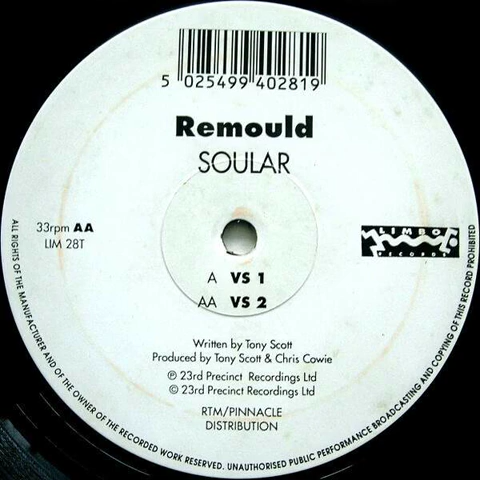 5 025499 402819
Remould
SOULAR
33rpm AA
LIM 28T
LIMBO
RECORDS
A VS 1
AA VS 2
Written by Tony Scott
Produced by Tony Scott & Chris Cowie
℗ 23rd Precinct Recordings Ltd
© 23rd Precinct Recordings Ltd
RTM/PINNACLE
DISTRIBUTION
ALL RIGHTS OF THE MANUFACTURER AND OF THE OWNER OF THE RECORDED WORK RESERVED. UNAUTHORISED PUBLIC PERFORMANCE BROADCASTING AND COPYING OF THIS RECORD PROHIBITED